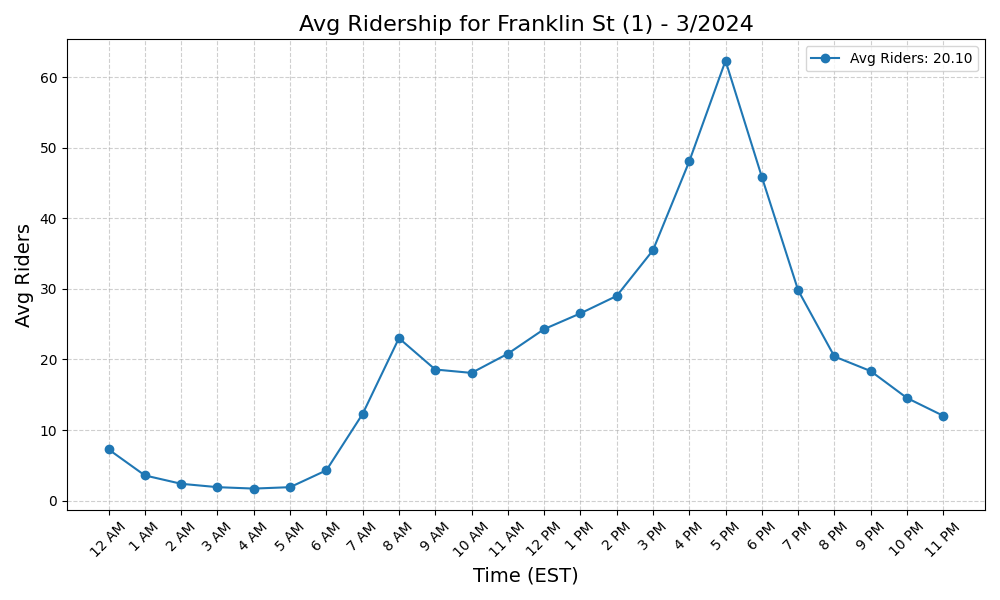 Avg Ridership for Franklin St (1) - 3/2024
Avg Riders: 20.10
Avg Riders
60
50
40
30
20
10
0
12 AM
1 AM
2 AM
3 AM
4 AM
5 AM
6 AM
7 AM
8 AM
9 AM
10 AM
11 AM
12 PM
1 PM
2 PM
3 PM
4 PM
5 PM
6 PM
7 PM
8 PM
9 PM
10 PM
11 PM
Time (EST)